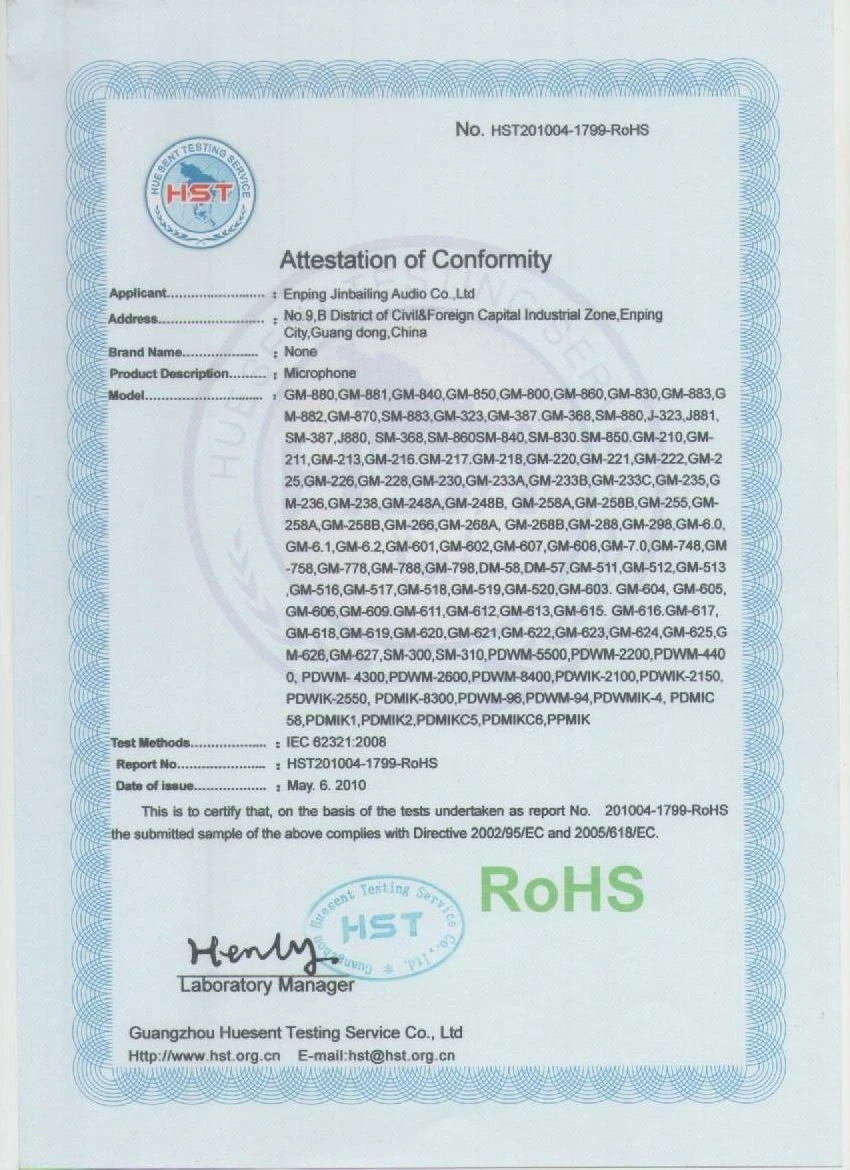 No. HST201004-1799-RoHS
HUESENT TESTING SERVICE
HST
Attestation of Conformity
Applicant....................... : Enping Jinbailing Audio Co.,Ltd
Address........................ : No.9,B District of Civil&Foreign Capital Industrial Zone,Enping
City,Guang dong,China
Brand Name................. : None
Product Description......... : Microphone
Model........................... : GM-880,GM-881,GM-840,GM-850,GM-800,GM-860,GM-830,GM-883,G
M-882,GM-870,SM-883,GM-323,GM-387.GM-368,SM-880,J-323,J881,
SM-387,J880, SM-368,SM-860SM-840,SM-830.SM-850.GM-210,GM-
211,GM-213,GM-216.GM-217.GM-218,GM-220,GM-221,GM-222,GM-2
25,GM-226,GM-228,GM-230,GM-233A,GM-233B,GM-233C,GM-235,G
M-236,GM-238,GM-248A,GM-248B, GM-258A,GM-258B,GM-255,GM-
258A,GM-258B,GM-266,GM-268A, GM-268B,GM-288,GM-298,GM-6.0,
GM-6.1,GM-6.2,GM-601,GM-602,GM-607,GM-608,GM-7.0,GM-748,GM
-758,GM-778,GM-788,GM-798,DM-58,DM-57,GM-511,GM-512,GM-513
,GM-516,GM-517,GM-518,GM-519,GM-520,GM-603. GM-604, GM-605,
GM-606,GM-609.GM-611,GM-612,GM-613,GM-615. GM-616.GM-617,
GM-618,GM-619,GM-620,GM-621,GM-622,GM-623,GM-624,GM-625,G
M-626,GM-627,SM-300,SM-310,PDWM-5500,PDWM-2200,PDWM-440
0, PDWM- 4300,PDWM-2600,PDWM-8400,PDWIK-2100,PDWIK-2150,
PDWIK-2550, PDMIK-8300,PDWM-96,PDWM-94,PDWMIK-4, PDMIC
58,PDMIK1,PDMIK2,PDMIKC5,PDMIKC6,PPMIK
Test Methods................... : IEC 62321:2008
Report No...................... : HST201004-1799-RoHS
Date of issue.................. : May. 6. 2010
This is to certify that, on the basis of the tests undertaken as report No. 201004-1799-RoHS
the submitted sample of the above complies with Directive 2002/95/EC and 2005/618/EC.
RoHS
Guangzhou Huesent Testing Service Co., Ltd. *
HST
Henly
Laboratory Manager
Guangzhou Huesent Testing Service Co., Ltd
Http://www.hst.org.cn E-mail:hst@hst.org.cn